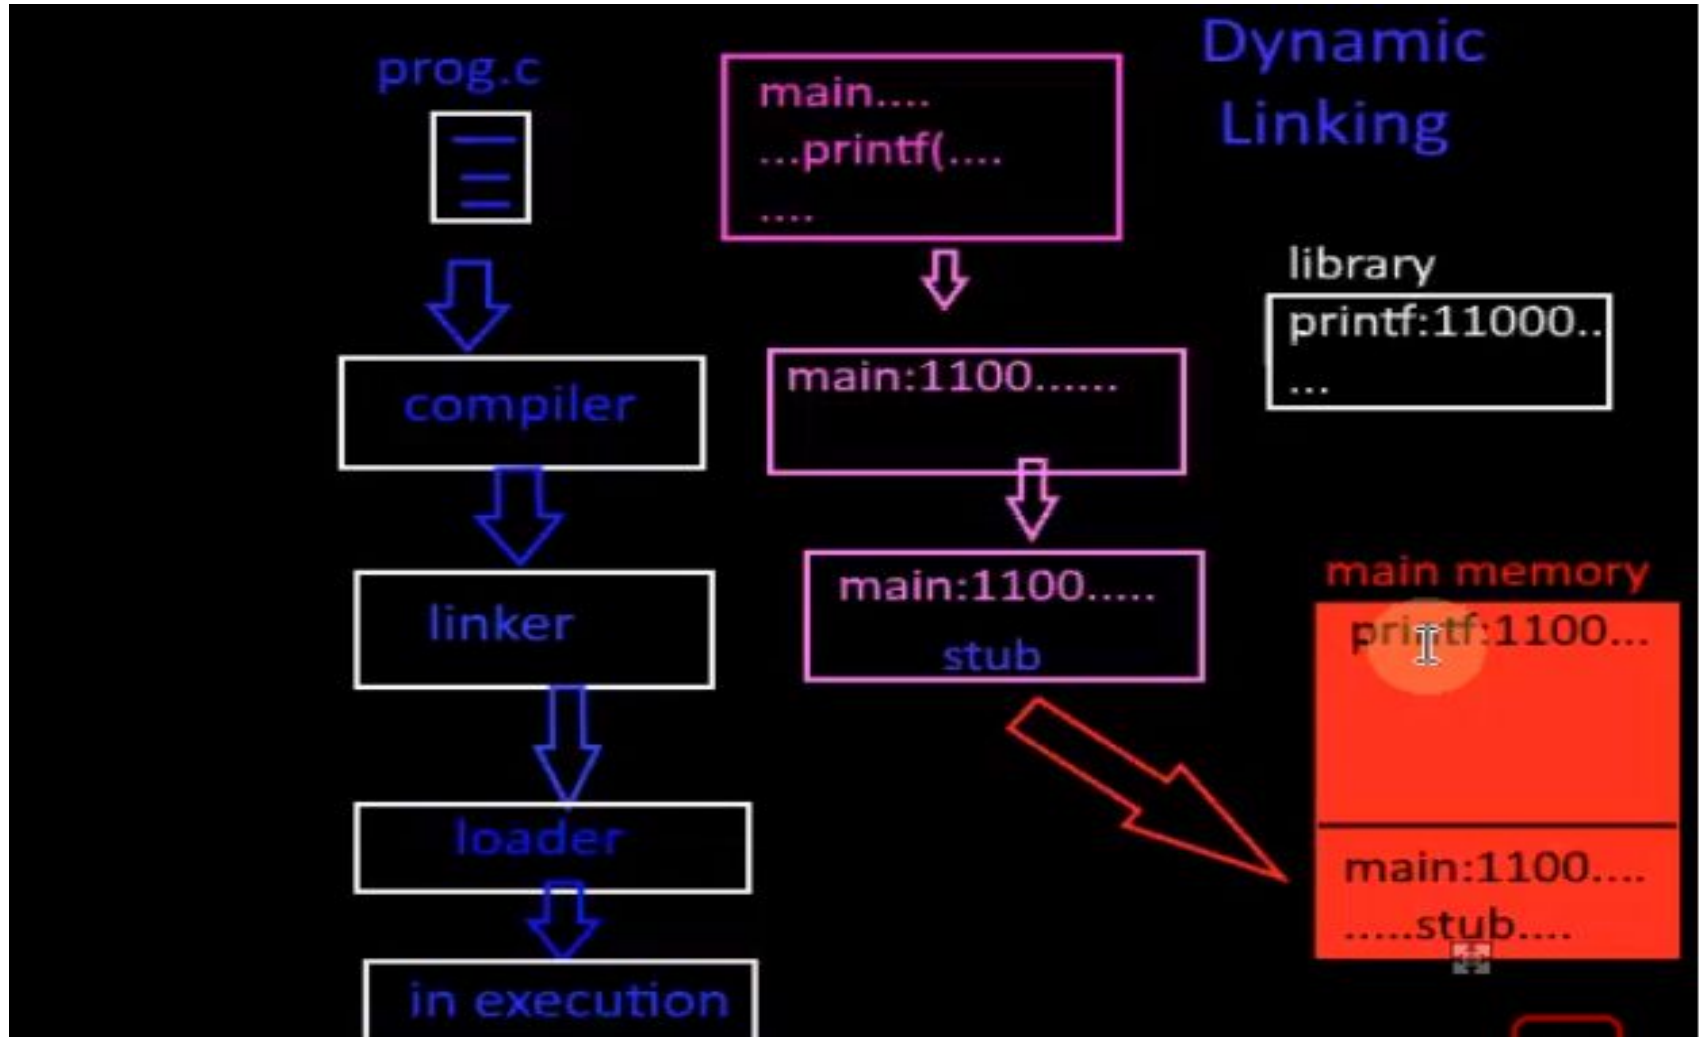 prog.c
compiler
linker
loader
in execution
main....
...printf(....
....
main:1100......
main:1100.....
stub
Dynamic
Linking
library
printf:11000..
...
main memory
printf:1100...
main:1100....
.....stub....